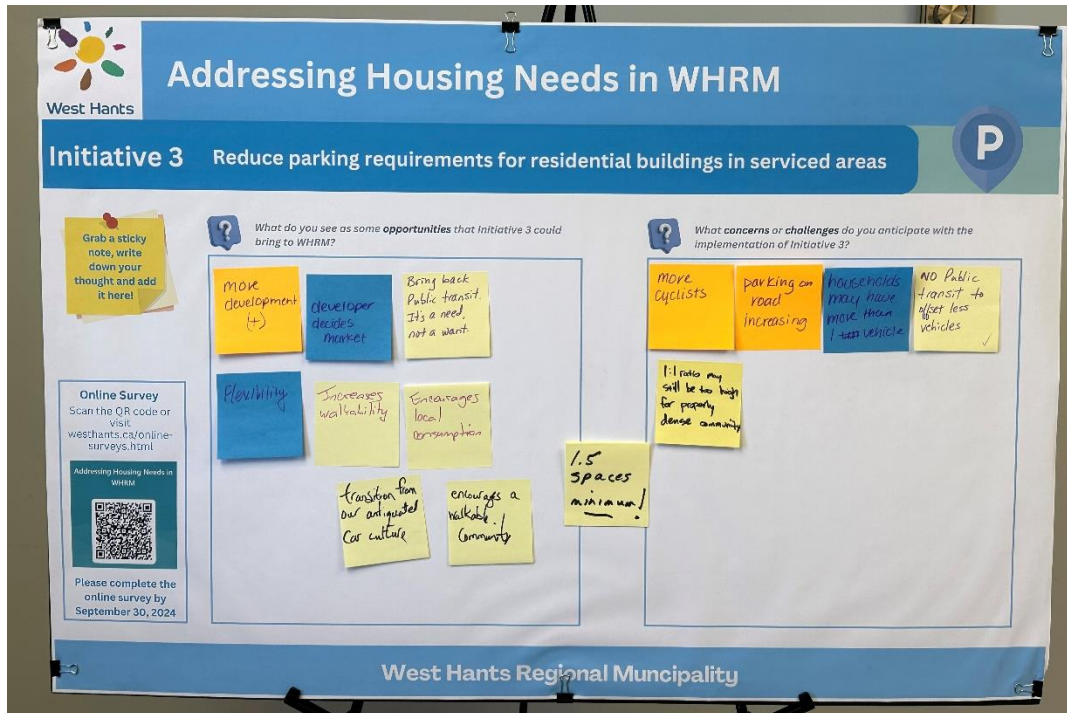 West Hants
Addressing Housing Needs in WHRM
Initiative 3
Reduce parking requirements for residential buildings in serviced areas
P
Grab a sticky
note, write
down your
thought and add
it here!
?
What do you see as some opportunities that Initiative 3 could
bring to WHRM?
more
development
(+)
developer
decides
market
Bring back
Public transit.
It's a need,
not a want.
Flexibility
Increases
walkability
Encourages
local
consumption
transition from
our antiquated
car culture
encourages a
walkable!
Community
1.5
spaces
minimum!
?
What concerns or challenges do you anticipate with the
implementation of Initiative 3?
more
cyclists
parking on
road
increasing
households
may have
more than
1 vehicle
NO Public
transit to
offset less
vehicles
1:1 ratio may
still be too high
for properly
dense community
Online Survey
Scan the QR code or
visit
westhants.ca/online-
surveys.html
Addressing Housing Needs in
WHRM
Please complete the
online survey by
September 30, 2024
West Hants Regional Muncipality